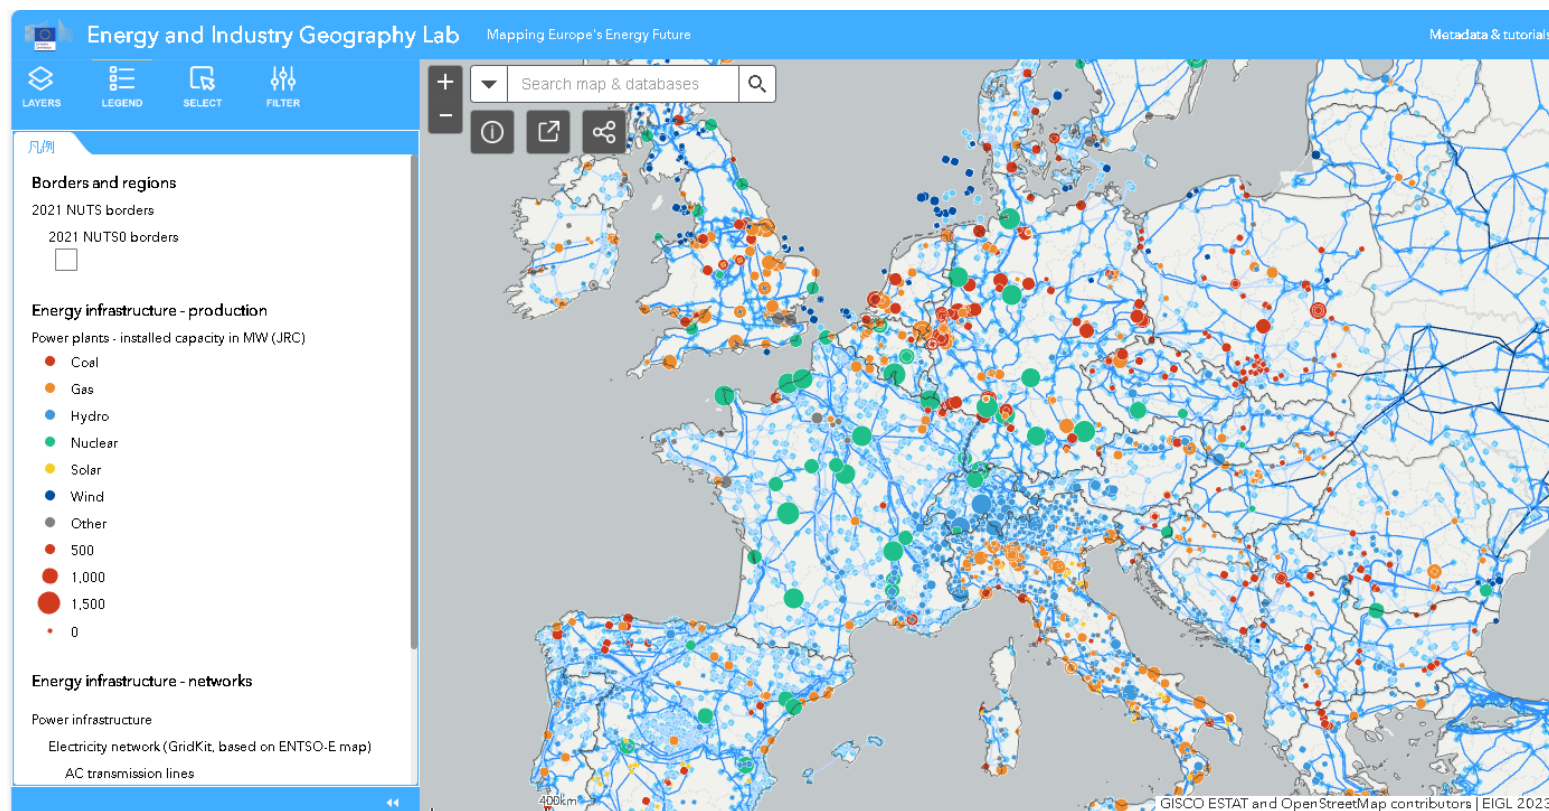 Energy and Industry Geography Lab
Mapping Europe's Energy Future
Metadata & tutorials
LAYERS
LEGEND
SELECT
FILTER
Search map & databases
凡例
Borders and regions
2021 NUTS borders
2021 NUTS0 borders
Energy infrastructure - production
Power plants - installed capacity in MW (JRC)
Coal
Gas
Hydro
Nuclear
Solar
Wind
Other
500
1,000
1,500
0
Energy infrastructure - networks
Power infrastructure
Electricity network (GridKit, based on ENTSO-E map)
AC transmission lines
400km
GISCO ESTAT and OpenStreetMap contributors | EIGL 2023